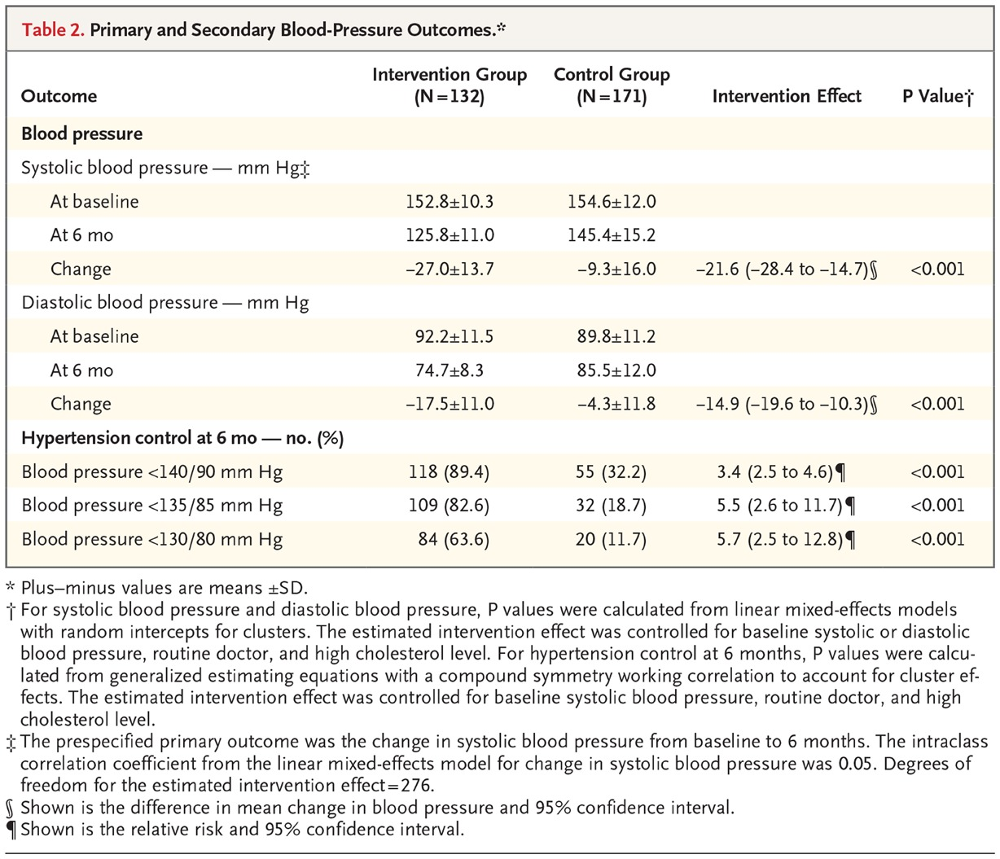 Table 2. Primary and Secondary Blood-Pressure Outcomes.*
Outcome Intervention Group (N=132) Control Group (N=171) Intervention Effect P Value†
Blood pressure
Systolic blood pressure — mm Hg‡
At baseline 152.8±10.3 154.6±12.0
At 6 mo 125.8±11.0 145.4±15.2
Change –27.0±13.7 –9.3±16.0 –21.6 (–28.4 to –14.7)§ <0.001
Diastolic blood pressure — mm Hg
At baseline 92.2±11.5 89.8±11.2
At 6 mo 74.7±8.3 85.5±12.0
Change –17.5±11.0 –4.3±11.8 –14.9 (–19.6 to –10.3)§ <0.001
Hypertension control at 6 mo — no. (%)
Blood pressure <140/90 mm Hg 118 (89.4) 55 (32.2) 3.4 (2.5 to 4.6)¶ <0.001
Blood pressure <135/85 mm Hg 109 (82.6) 32 (18.7) 5.5 (2.6 to 11.7)¶ <0.001
Blood pressure <130/80 mm Hg 84 (63.6) 20 (11.7) 5.7 (2.5 to 12.8)¶ <0.001
* Plus–minus values are means ±SD.
† For systolic blood pressure and diastolic blood pressure, P values were calculated from linear mixed-effects models
with random intercepts for clusters. The estimated intervention effect was controlled for baseline systolic or diastolic
blood pressure, routine doctor, and high cholesterol level. For hypertension control at 6 months, P values were calcu-
lated from generalized estimating equations with a compound symmetry working correlation to account for cluster ef-
fects. The estimated intervention effect was controlled for baseline systolic blood pressure, routine doctor, and high
cholesterol level.
‡ The prespecified primary outcome was the change in systolic blood pressure from baseline to 6 months. The intraclass
correlation coefficient from the linear mixed-effects model for change in systolic blood pressure was 0.05. Degrees of
freedom for the estimated intervention effect=276.
§ Shown is the difference in mean change in blood pressure and 95% confidence interval.
¶ Shown is the relative risk and 95% confidence interval.